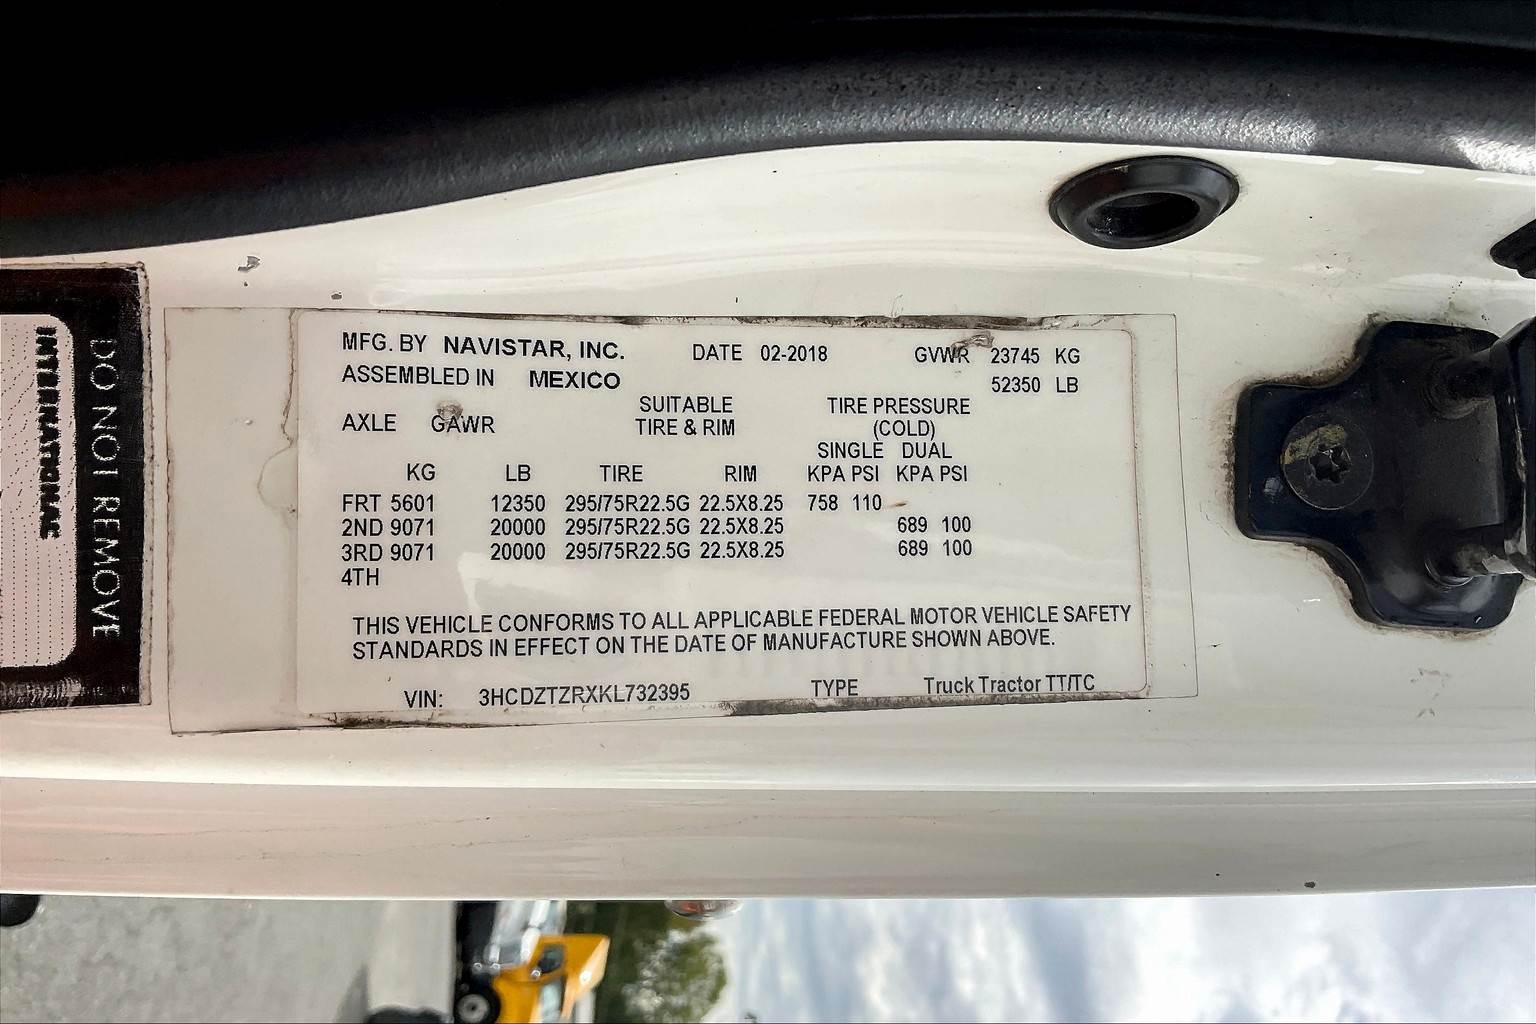 INTERNATIONAL
DO NOT REMOVE
MFG. BY NAVISTAR, INC. DATE 02-2018 GVWR 23745 KG
ASSEMBLED IN MEXICO 52350 LB
AXLE GAWR SUITABLE TIRE PRESSURE
TIRE & RIM (COLD)
SINGLE DUAL
KG LB TIRE RIM KPA PSI KPA PSI
FRT 5601 12350 295/75R22.5G 22.5X8.25 758 110
2ND 9071 20000 295/75R22.5G 22.5X8.25 689 100
3RD 9071 20000 295/75R22.5G 22.5X8.25 689 100
4TH
THIS VEHICLE CONFORMS TO ALL APPLICABLE FEDERAL MOTOR VEHICLE SAFETY
STANDARDS IN EFFECT ON THE DATE OF MANUFACTURE SHOWN ABOVE.
VIN: 3HCDZTZRXKL732395 TYPE Truck Tractor TT/TC